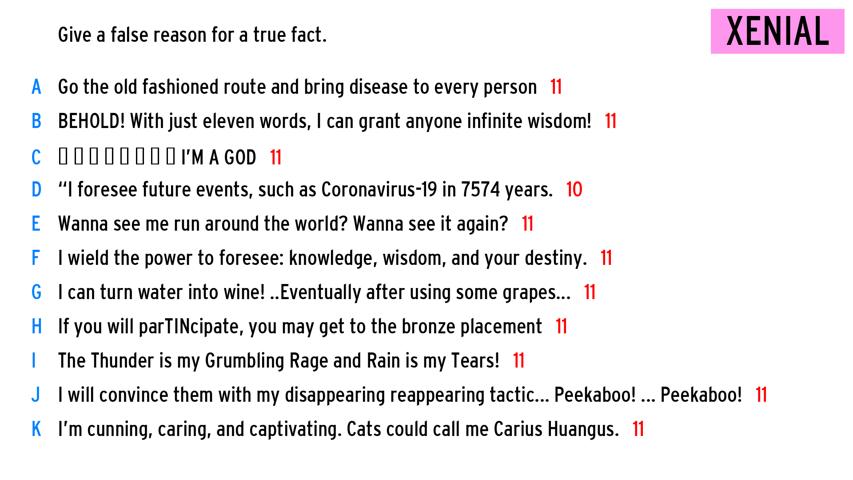 Give a false reason for a true fact.
XENIAL
A Go the old fashioned route and bring disease to every person 11
B BEHOLD! With just eleven words, I can grant anyone infinite wisdom! 11
C ▯ ▯ ▯ ▯ ▯ ▯ ▯ ▯ I'M A GOD 11
D “I foresee future events, such as Coronavirus-19 in 7574 years. 10
E Wanna see me run around the world? Wanna see it again? 11
F I wield the power to foresee: knowledge, wisdom, and your destiny. 11
G I can turn water into wine! ..Eventually after using some grapes... 11
H If you will parTINcipate, you may get to the bronze placement 11
I The Thunder is my Grumbling Rage and Rain is my Tears! 11
J I will convince them with my disappearing reappearing tactic... Peekaboo! ... Peekaboo! 11
K I'm cunning, caring, and captivating. Cats could call me Carius Huangus. 11